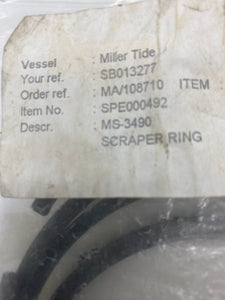 Vessel : Miller Tide
Your ref. : SB013277
Order ref. : MA/108710 ITEM
Item No. : SPE000492
Descr. : MS-3490
SCRAPER RING